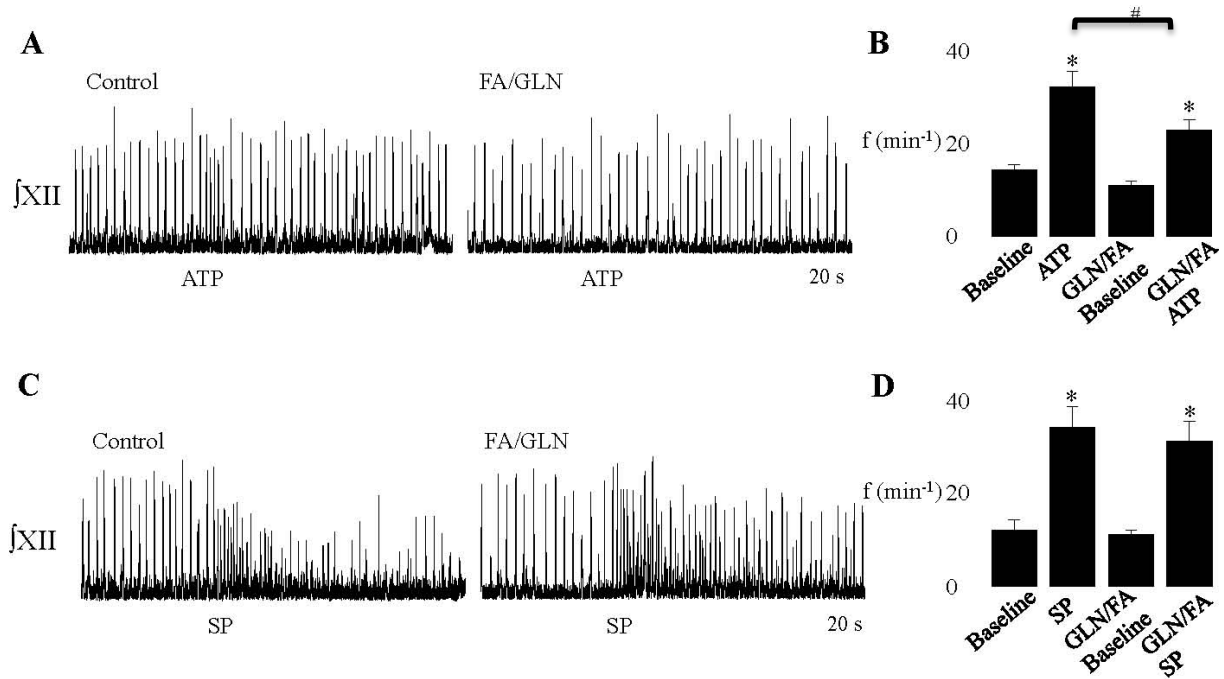 A
Control
FA/GLN
∫XII
ATP
ATP
20 s
B
#
40
*
*
f (min-1)
20
0
Baseline
ATP
GLN/FA
Baseline
GLN/FA
ATP
C
Control
FA/GLN
∫XII
SP
SP
20 s
D
40
*
*
f (min-1)
20
0
Baseline
SP
GLN/FA
Baseline
GLN/FA
SP